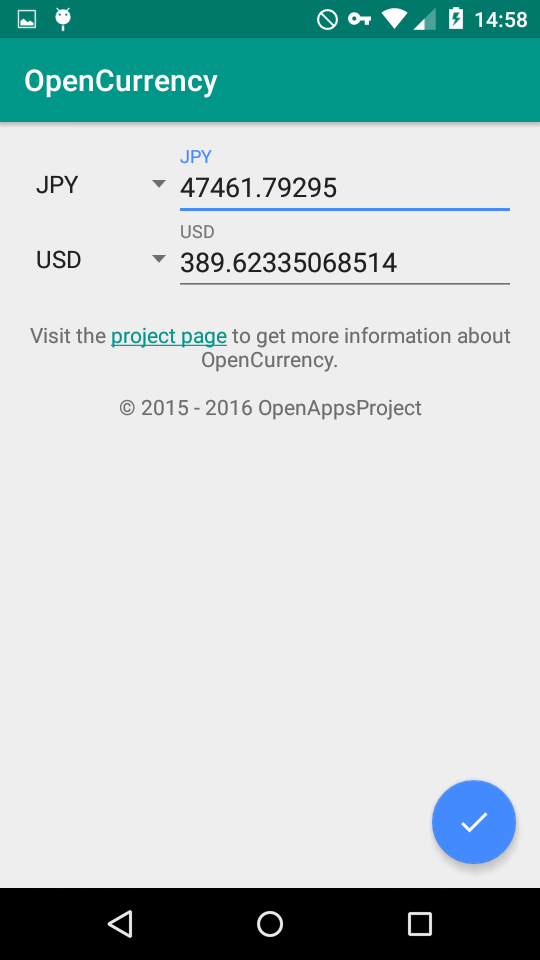 14:58
OpenCurrency
JPY
JPY 47461.79295
USD
USD 389.62335068514
Visit the project page to get more information about
OpenCurrency.
© 2015 - 2016 OpenAppsProject